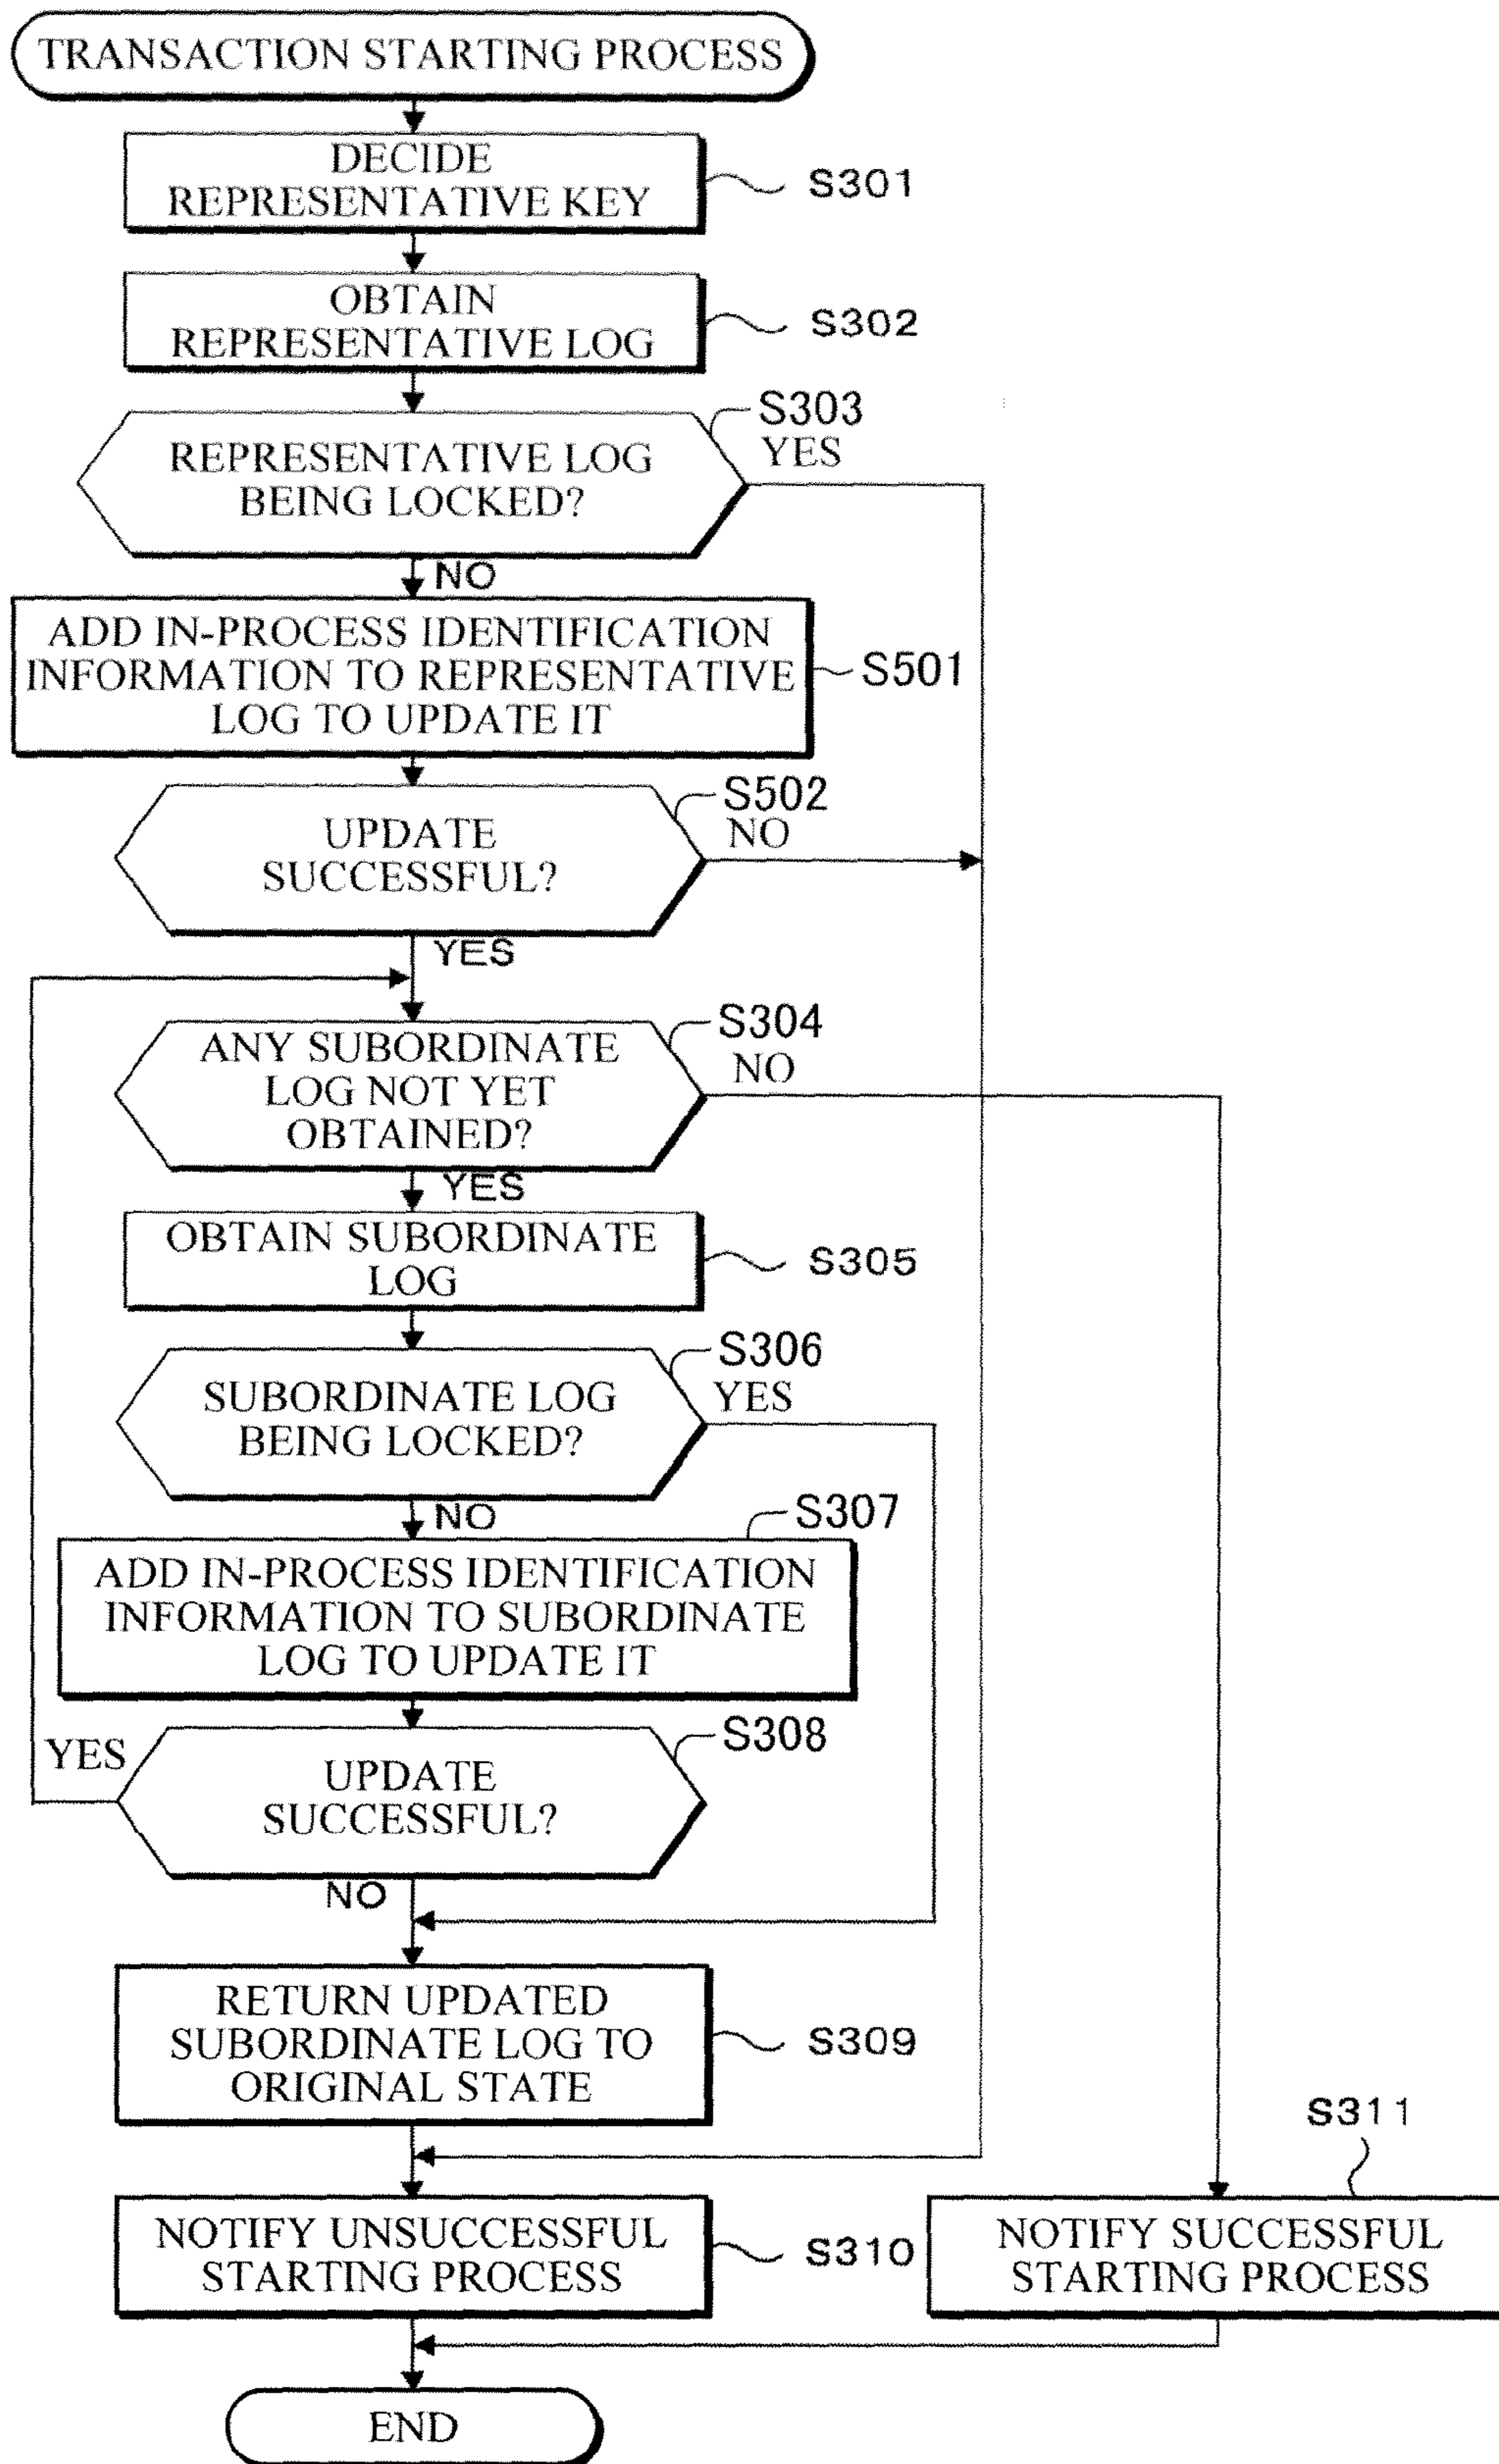 TRANSACTION STARTING PROCESS
DECIDE
REPRESENTATIVE KEY
S301
OBTAIN
REPRESENTATIVE LOG
S302
S303
YES
REPRESENTATIVE LOG
BEING LOCKED?
NO
ADD IN-PROCESS IDENTIFICATION
INFORMATION TO REPRESENTATIVE
LOG TO UPDATE IT
S501
S502
NO
UPDATE
SUCCESSFUL?
YES
S304
NO
ANY SUBORDINATE
LOG NOT YET
OBTAINED?
YES
OBTAIN SUBORDINATE
LOG
S305
S306
YES
SUBORDINATE LOG
BEING LOCKED?
NO
S307
ADD IN-PROCESS IDENTIFICATION
INFORMATION TO SUBORDINATE
LOG TO UPDATE IT
S308
YES
UPDATE
SUCCESSFUL?
NO
RETURN UPDATED
SUBORDINATE LOG TO
ORIGINAL STATE
S309
S311
NOTIFY UNSUCCESSFUL
STARTING PROCESS
S310
NOTIFY SUCCESSFUL
STARTING PROCESS
END